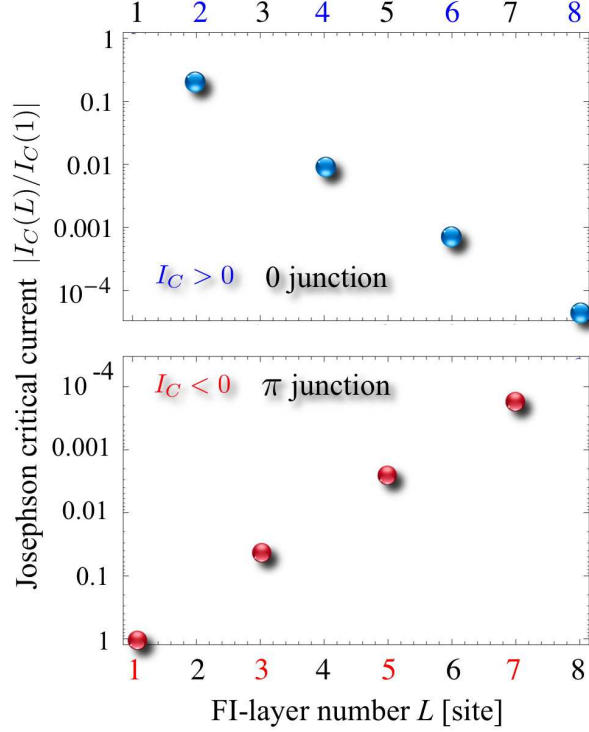 1 2 3 4 5 6 7 8
1
0.1
0.01
0.001
10⁻⁴
I_C > 0 0 junction
10⁻⁴
I_C < 0 π junction
0.001
0.01
0.1
1
1 2 3 4 5 6 7 8
FI-layer number L [site]
Josephson critical current |I_C(L)/I_C(1)|